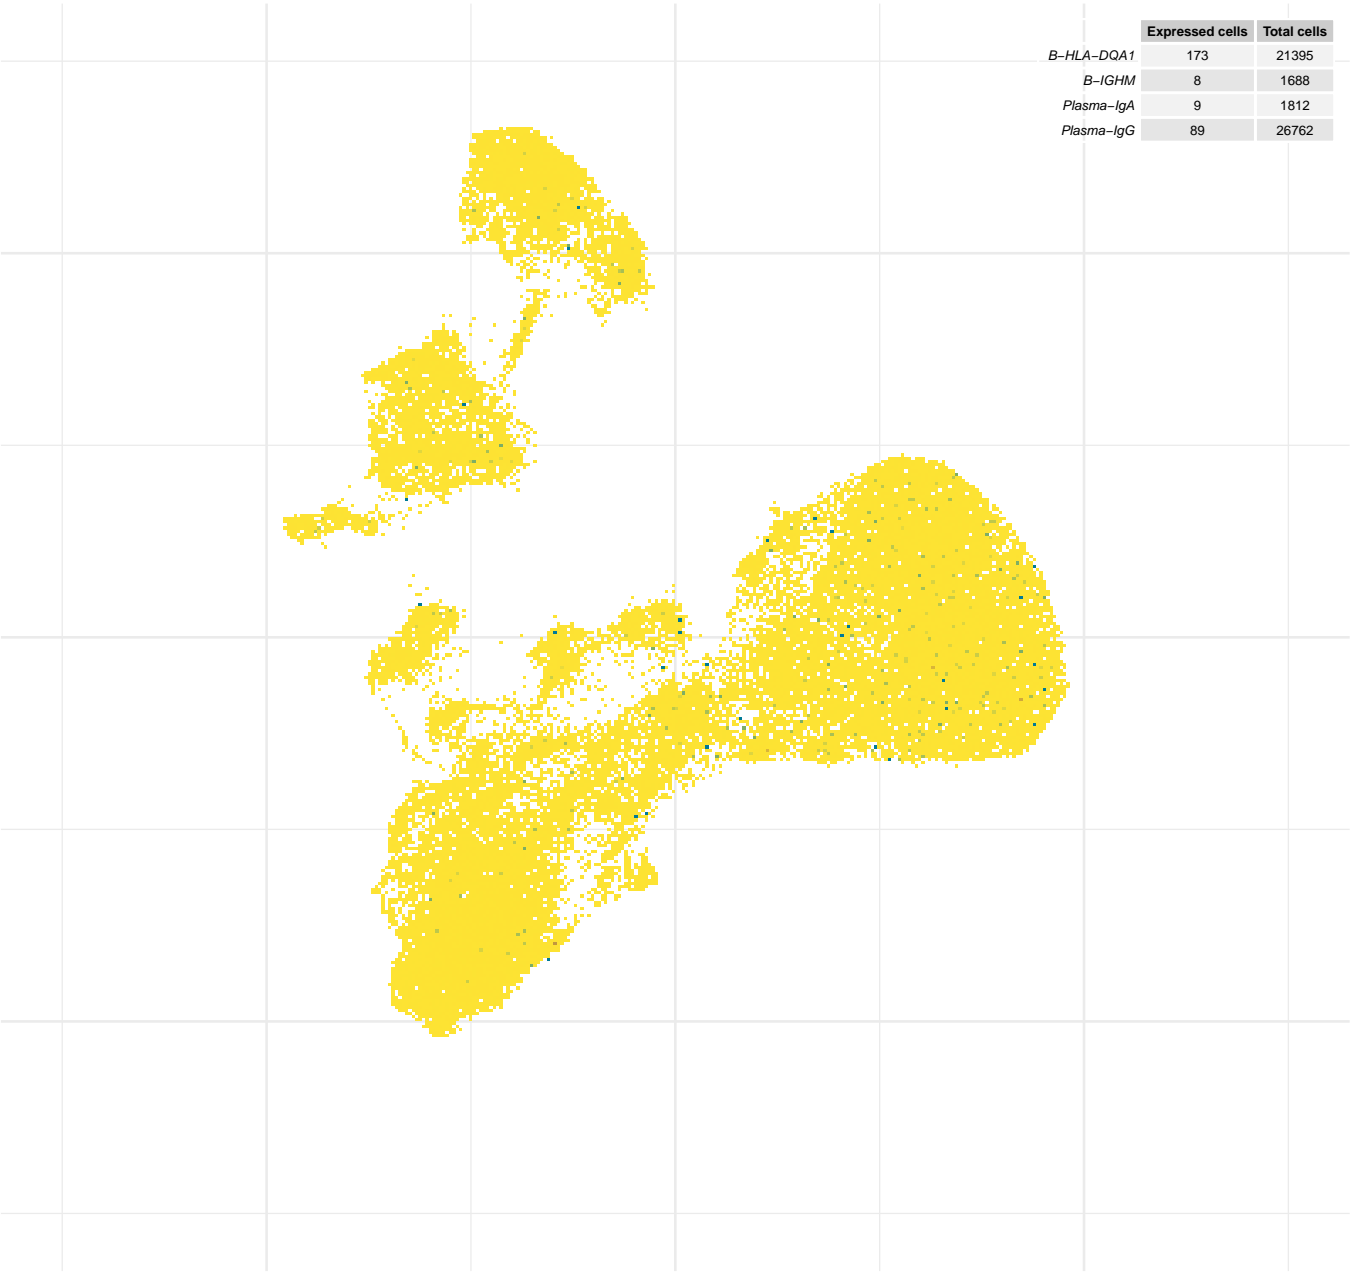 Expressed cells Total cells
B−HLA−DQA1 173 21395
B−IGHM 8 1688
Plasma−IgA 9 1812
Plasma−IgG 89 26762